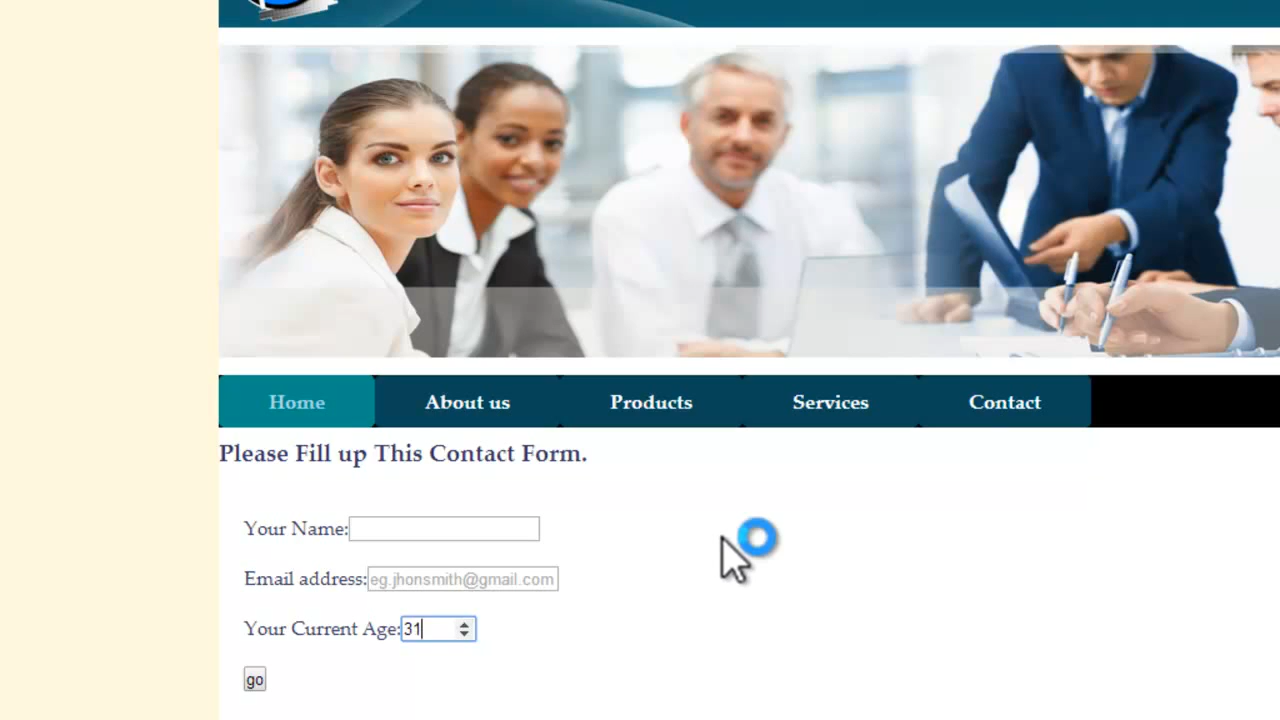 Home About us Products Services Contact
Please Fill up This Contact Form.
Your Name:
Email address: eg.jhonsmith@gmail.com
Your Current Age: 31
go